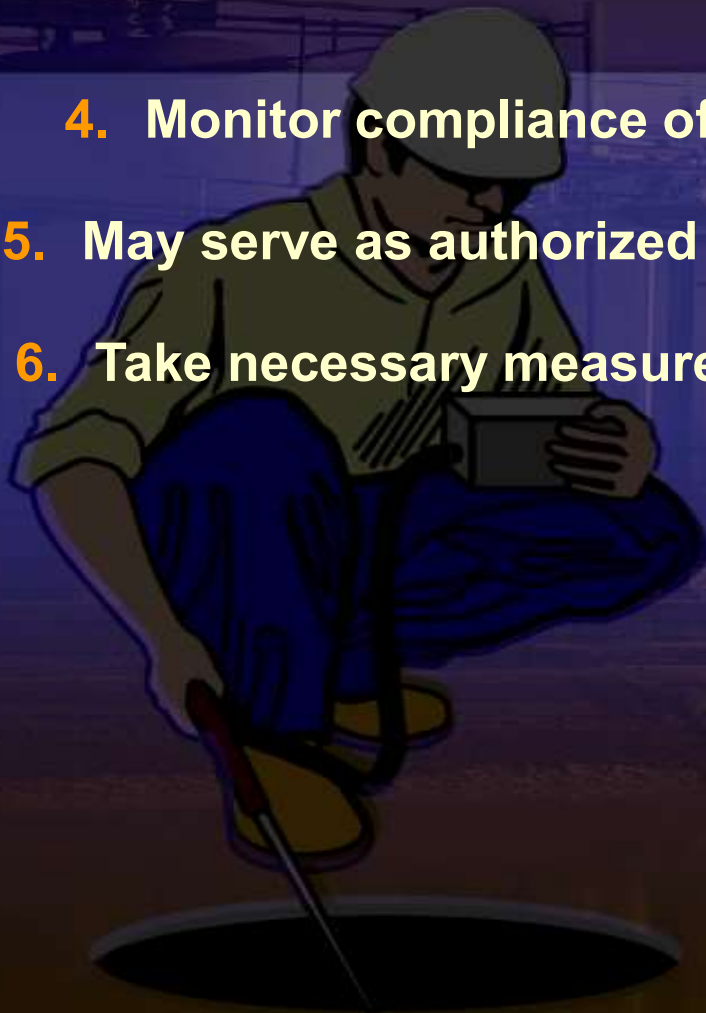 4. Monitor compliance of
5. May serve as authorized
6. Take necessary measure